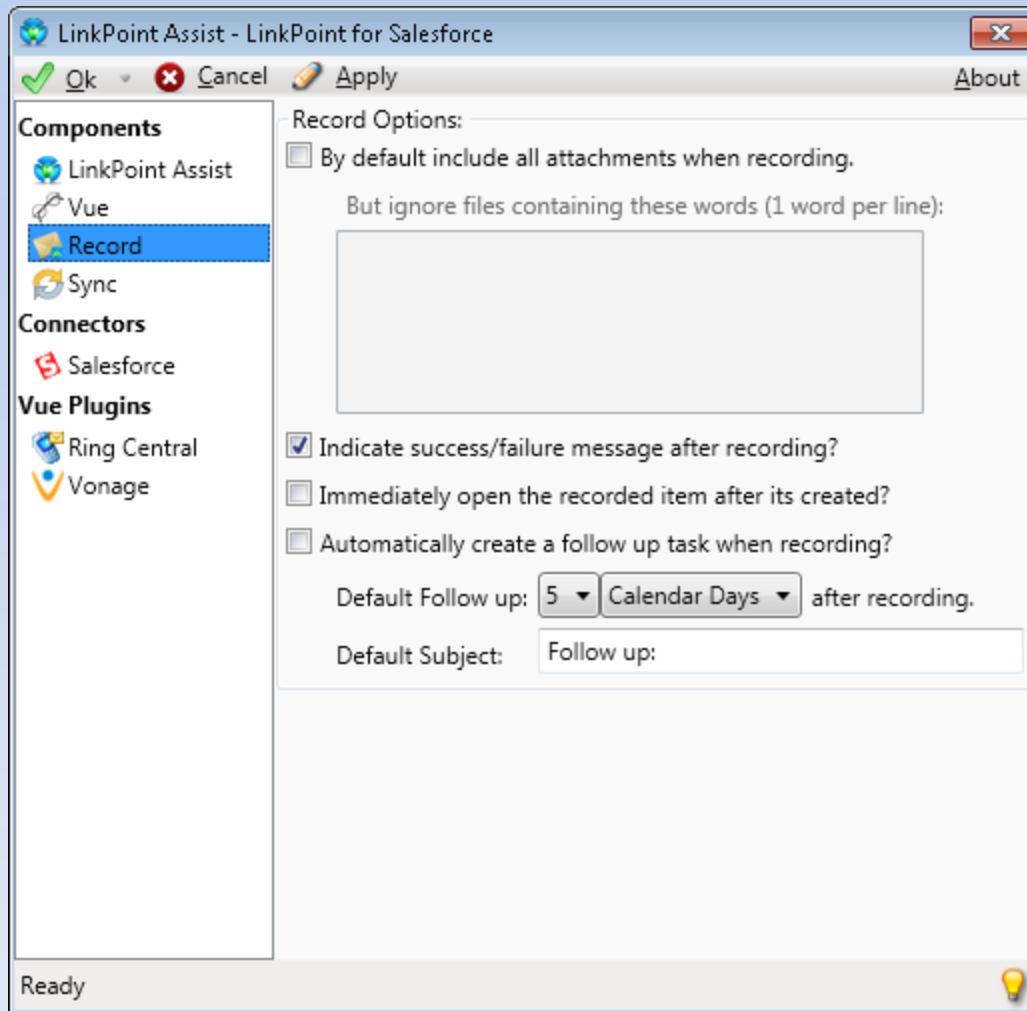 LinkPoint Assist - LinkPoint for Salesforce
Ok Cancel Apply About
Components
LinkPoint Assist
Vue
Record
Sync
Connectors
Salesforce
Vue Plugins
Ring Central
Vonage
Record Options:
By default include all attachments when recording.
But ignore files containing these words (1 word per line):
Indicate success/failure message after recording?
Immediately open the recorded item after its created?
Automatically create a follow up task when recording?
Default Follow up: 5 Calendar Days after recording.
Default Subject: Follow up:
Ready